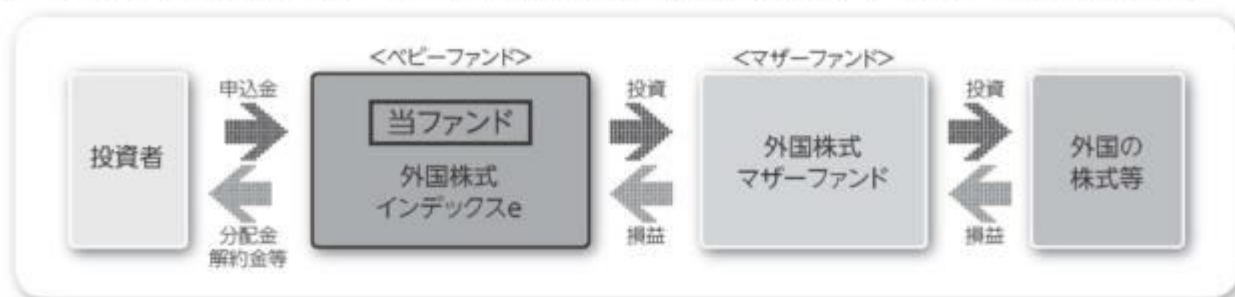 <ベビーファンド>
<マザーファンド>
投資者
申込金
分配金
解約金等
当ファンド
外国株式
インデックスe
投資
損益
外国株式
マザーファンド
投資
損益
外国の
株式等